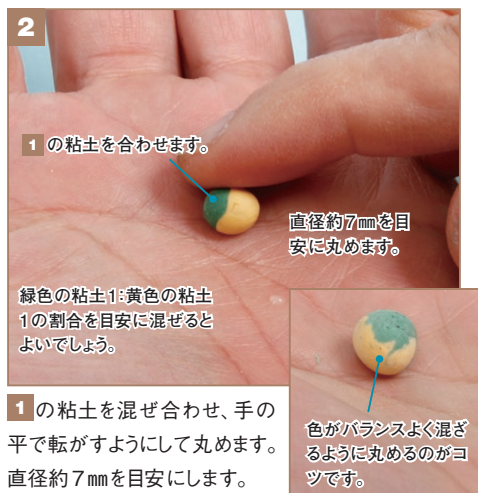 2
1 の粘土を合わせます。
直径約7㎜を目
安に丸めます。
緑色の粘土1:黄色の粘土
1の割合を目安に混ぜると
よいでしょう。
1 の粘土を混ぜ合わせ、手の
平で転がすようにして丸めます。
直径約7㎜を目安にします。
色がバランスよく混ざ
るように丸めるのがコ
ツです。